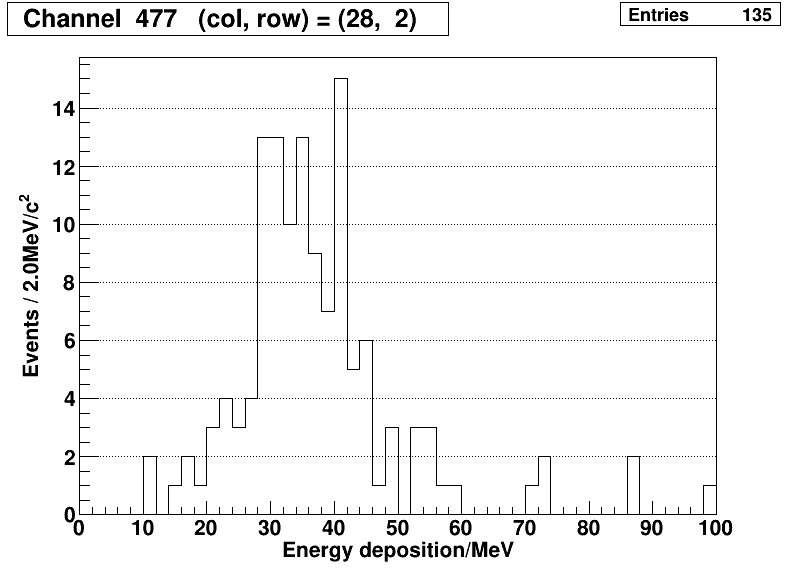 Channel 477 (col, row) = (28, 2)
Entries 135
Events / 2.0MeV/c²
14
12
10
8
6
4
2
0
0 10 20 30 40 50 60 70 80 90 100
Energy deposition/MeV